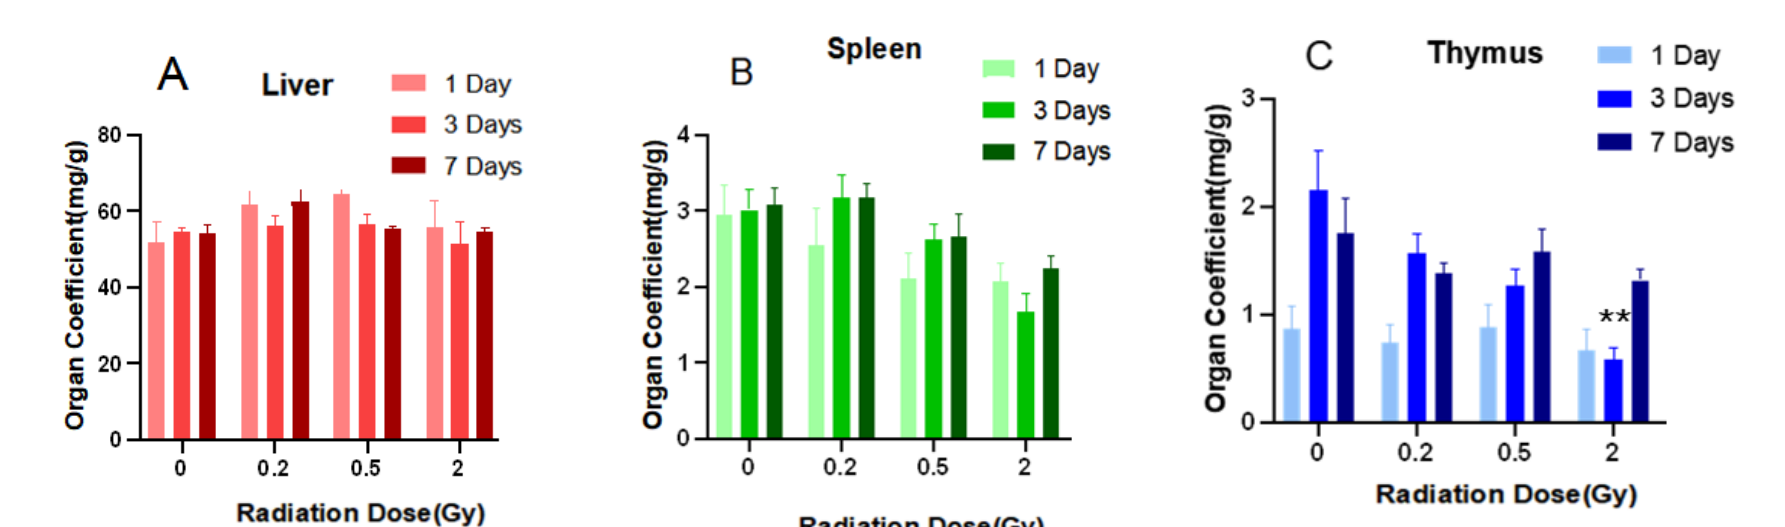 A
Liver
1 Day
3 Days
7 Days
Organ Coefficient(mg/g)
80
60
40
20
0
0 0.2 0.5 2
Radiation Dose(Gy)
B
Spleen
1 Day
3 Days
7 Days
Organ Coefficient(mg/g)
4
3
2
1
0
0 0.2 0.5 2
Radiation Dose(Gy)
C
Thymus
1 Day
3 Days
7 Days
Organ Coefficient(mg/g)
3
2
1
0
**
0 0.2 0.5 2
Radiation Dose(Gy)